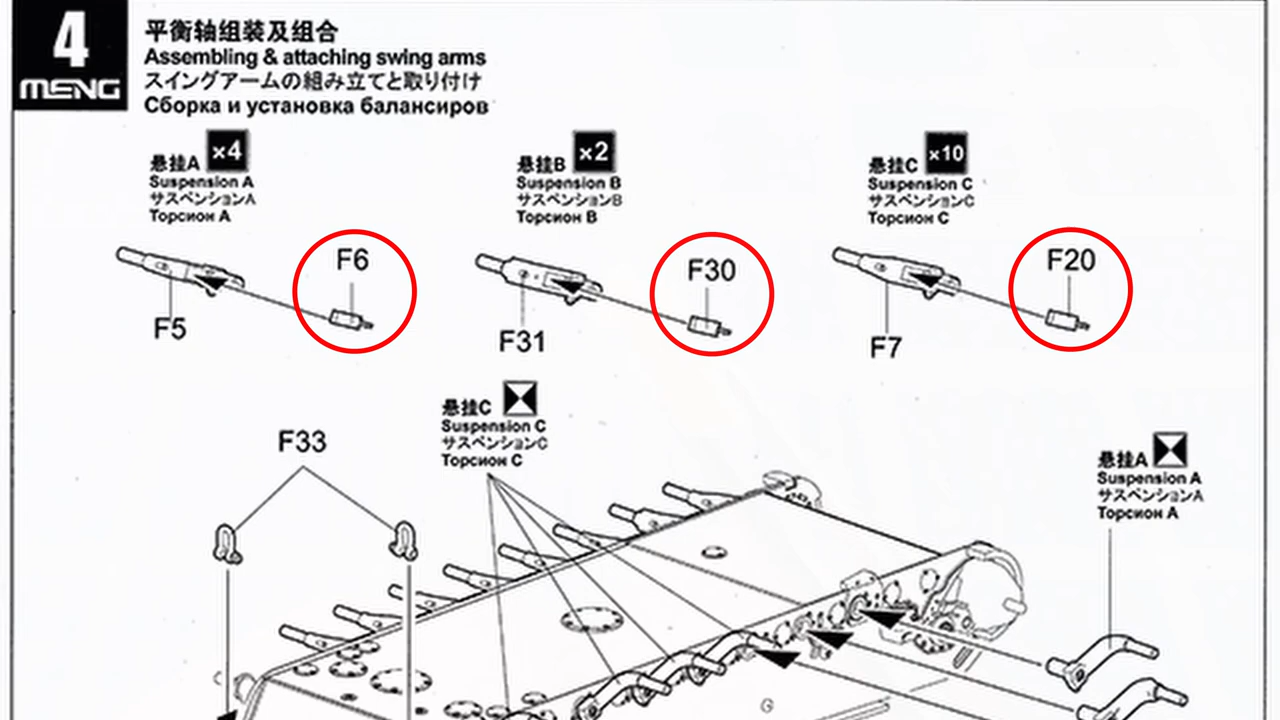 4
MENG
平衡轴组装及组合
Assembling & attaching swing arms
スイングアームの組み立てと取り付け
Сборка и установка балансиров
悬挂A x4
Suspension A
サスペンションA
Торсион A
悬挂B x2
Suspension B
サスペンションB
Торсион B
悬挂C x10
Suspension C
サスペンションC
Торсион C
F6
F30
F20
F5
F31
F7
悬挂C
Suspension C
サスペンションC
Торсион C
F33
悬挂A
Suspension A
サスペンションA
Торсион A